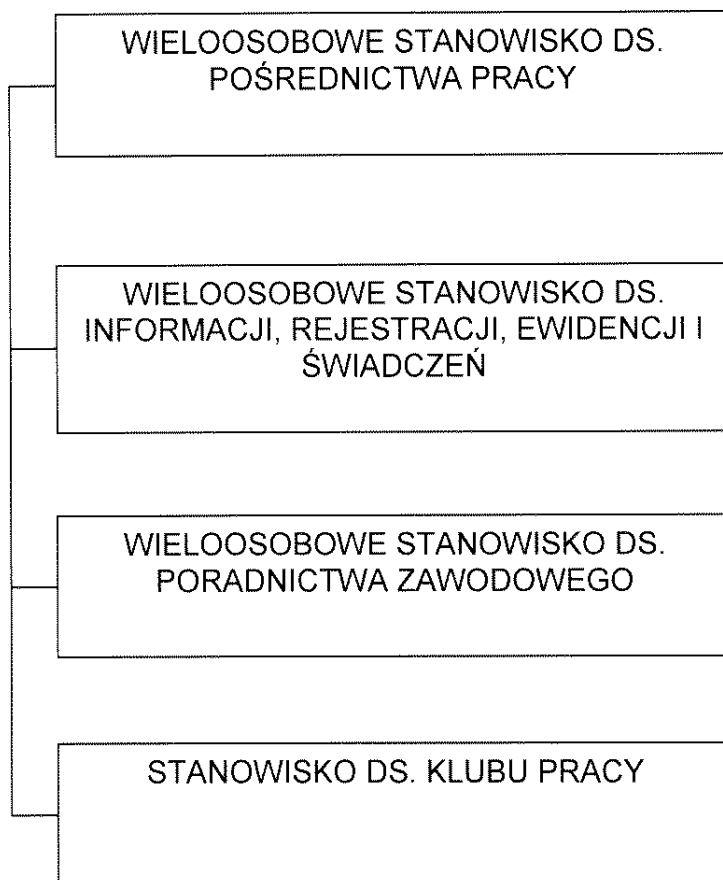 WIELOOSOBOWE STANOWISKO DS.
POŚREDNICTWA PRACY
WIELOOSOBOWE STANOWISKO DS.
INFORMACJI, REJESTRACJI, EWIDENCJI I
ŚWIADCZEŃ
WIELOOSOBOWE STANOWISKO DS.
PORADNICTWA ZAWODOWEGO
STANOWISKO DS. KLUBU PRACY